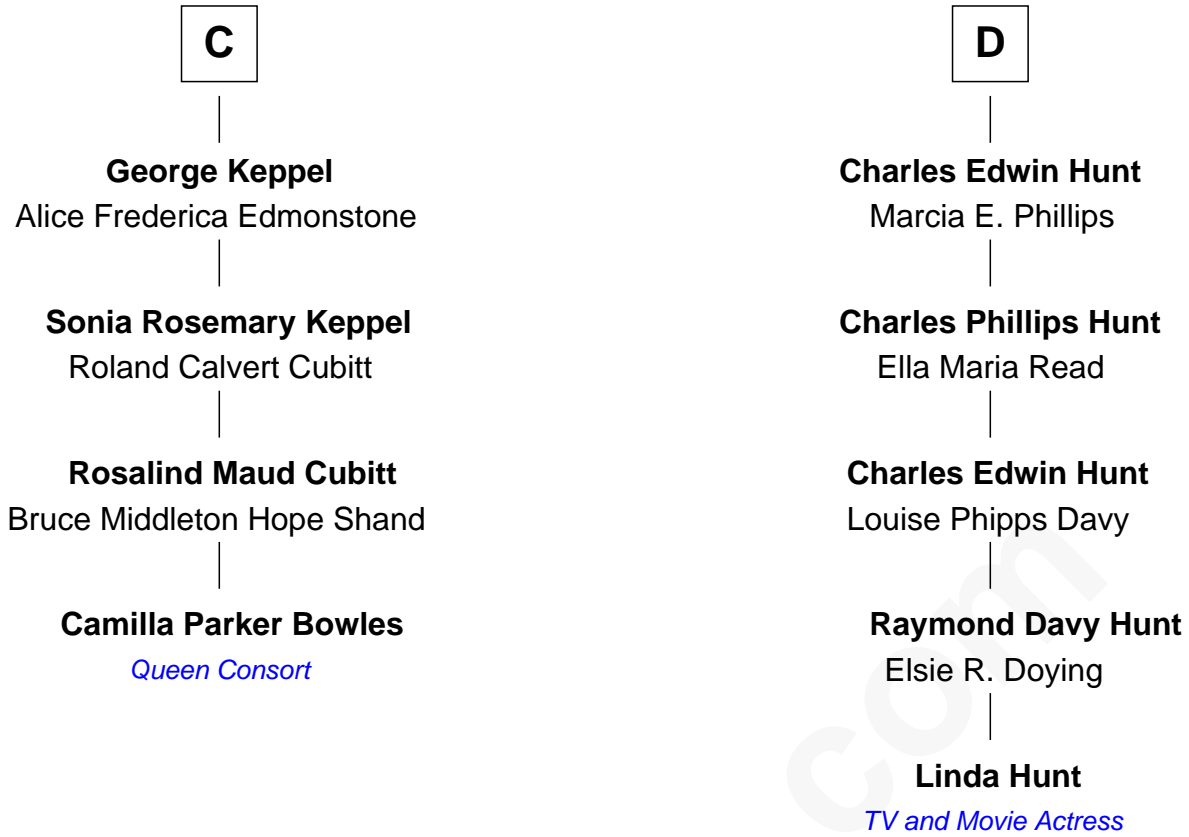 C
George Keppel
Alice Frederica Edmonstone
Sonia Rosemary Keppel
Roland Calvert Cubitt
Rosalind Maud Cubitt
Bruce Middleton Hope Shand
Camilla Parker Bowles
Queen Consort
D
Charles Edwin Hunt
Marcia E. Phillips
Charles Phillips Hunt
Ella Maria Read
Charles Edwin Hunt
Louise Phipps Davy
Raymond Davy Hunt
Elsie R. Doying
Linda Hunt
TV and Movie Actress
com